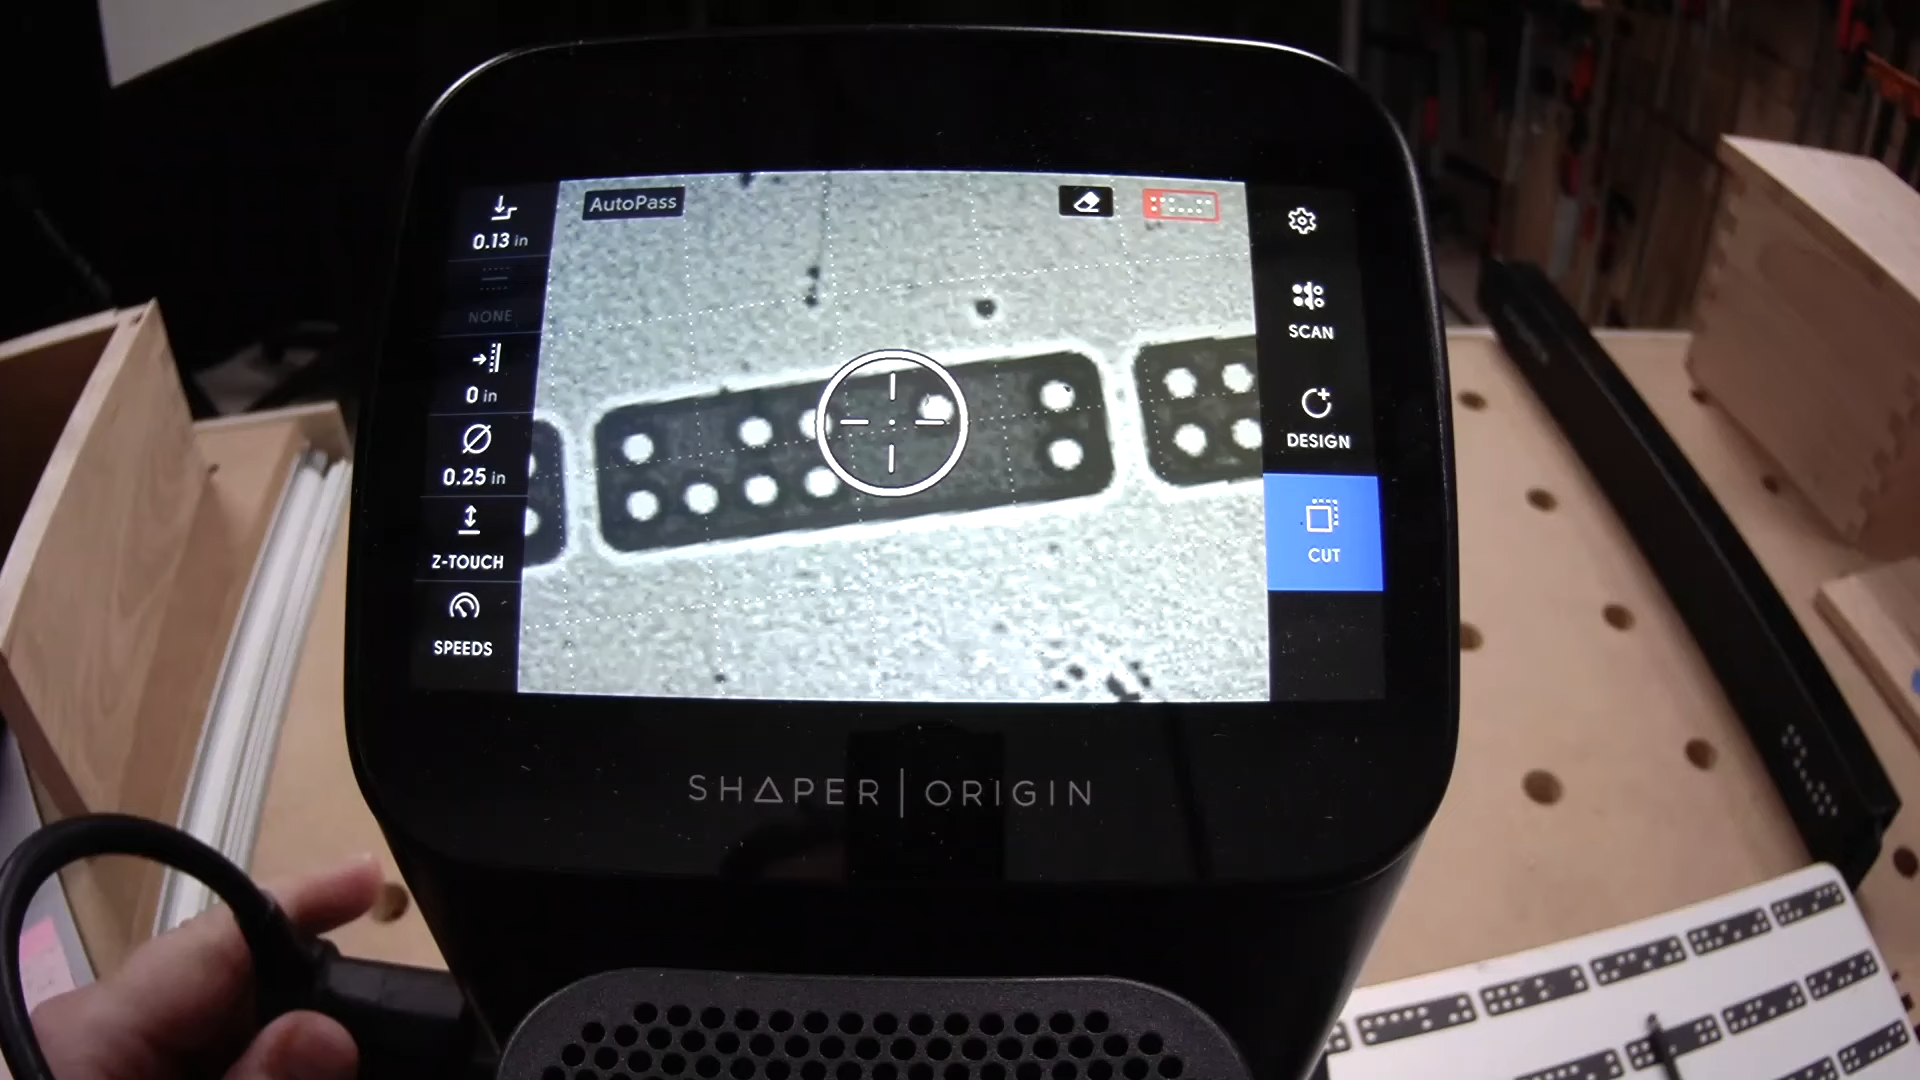 AutoPass
0.13 in
NONE
0 in
0.25 in
Z-TOUCH
SPEEDS
SCAN
DESIGN
CUT
SHAPER | ORIGIN